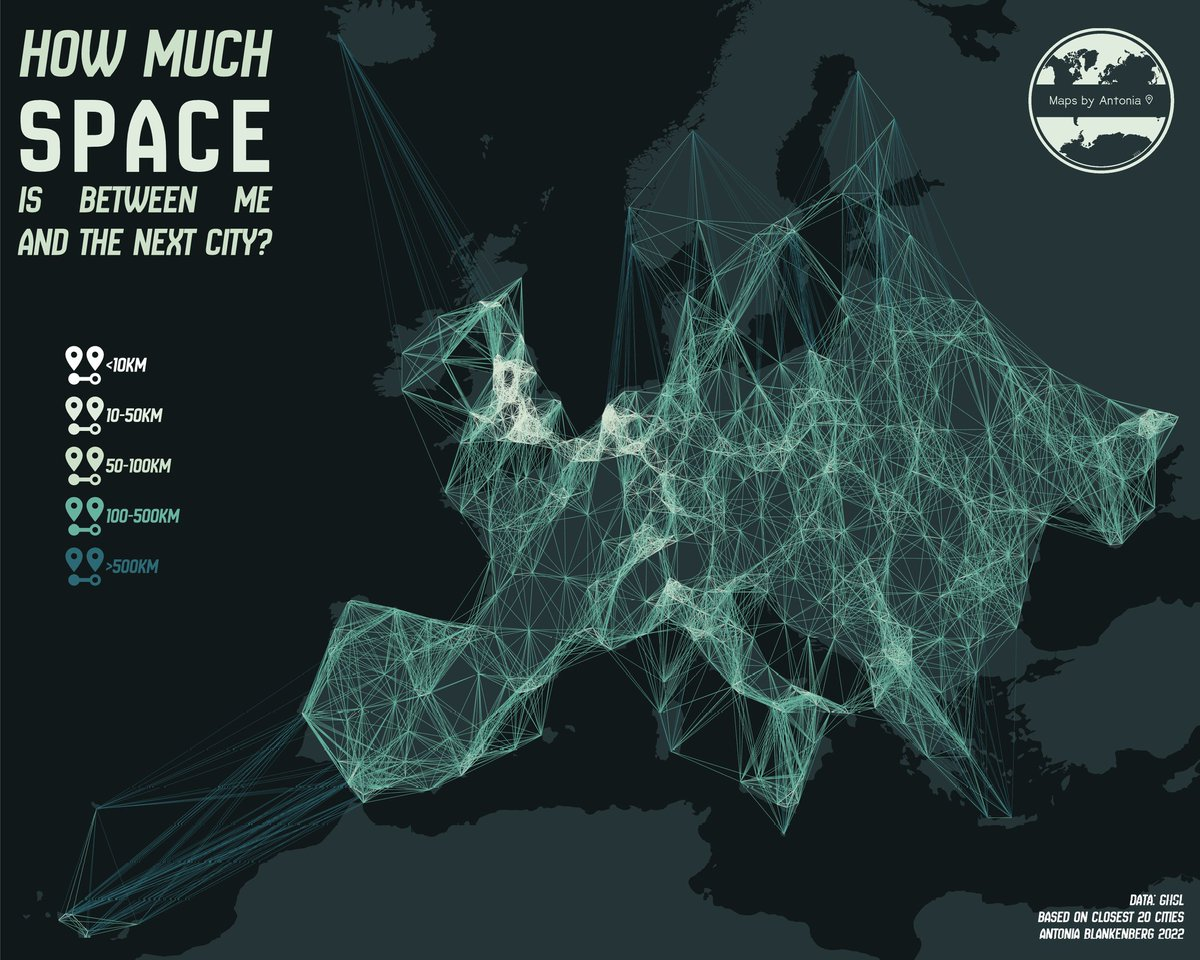 HOW MUCH
SPACE
IS BETWEEN ME
AND THE NEXT CITY?
Maps by Antonia
<10KM
10-50KM
50-100KM
100-500KM
>500KM
DATA: GHSL
BASED ON CLOSEST 20 CITIES
ANTONIA BLANKENBERG 2022